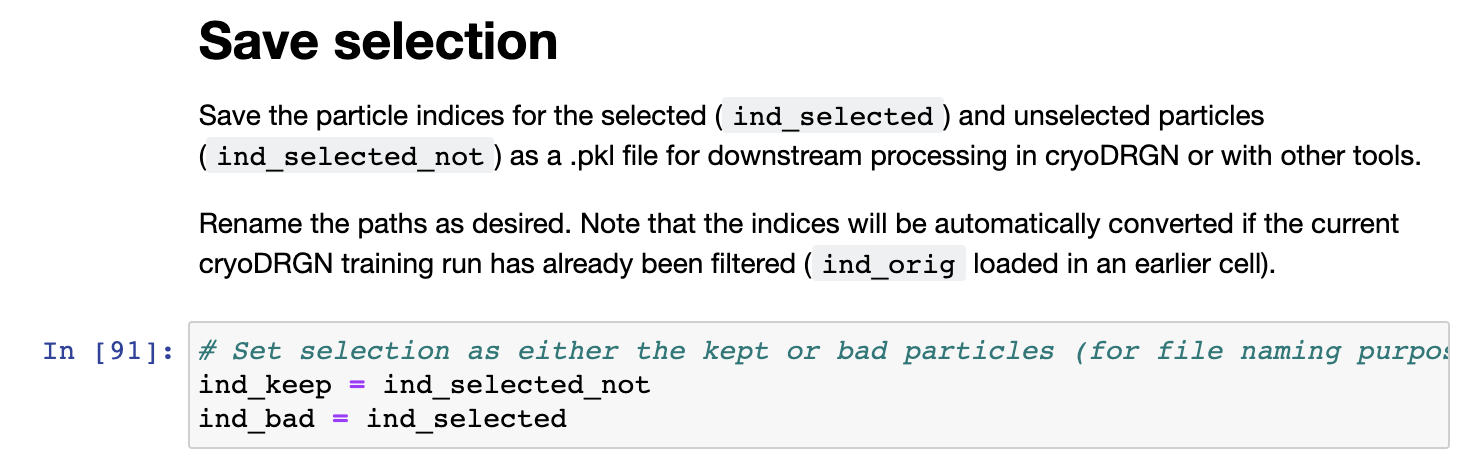 Save selection
Save the particle indices for the selected ( ind_selected ) and unselected particles
( ind_selected_not ) as a .pkl file for downstream processing in cryoDRGN or with other tools.
Rename the paths as desired. Note that the indices will be automatically converted if the current
cryoDRGN training run has already been filtered ( ind_orig loaded in an earlier cell).
In [91]: # Set selection as either the kept or bad particles (for file naming
ind_keep = ind_selected_not
ind_bad = ind_selected